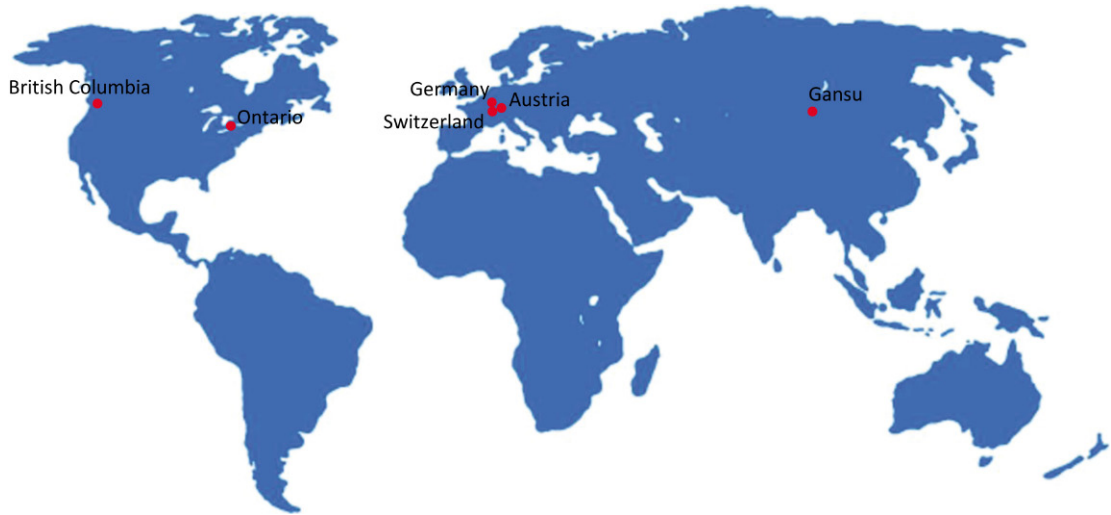 British Columbia
Ontario
Germany
Austria
Switzerland
Gansu